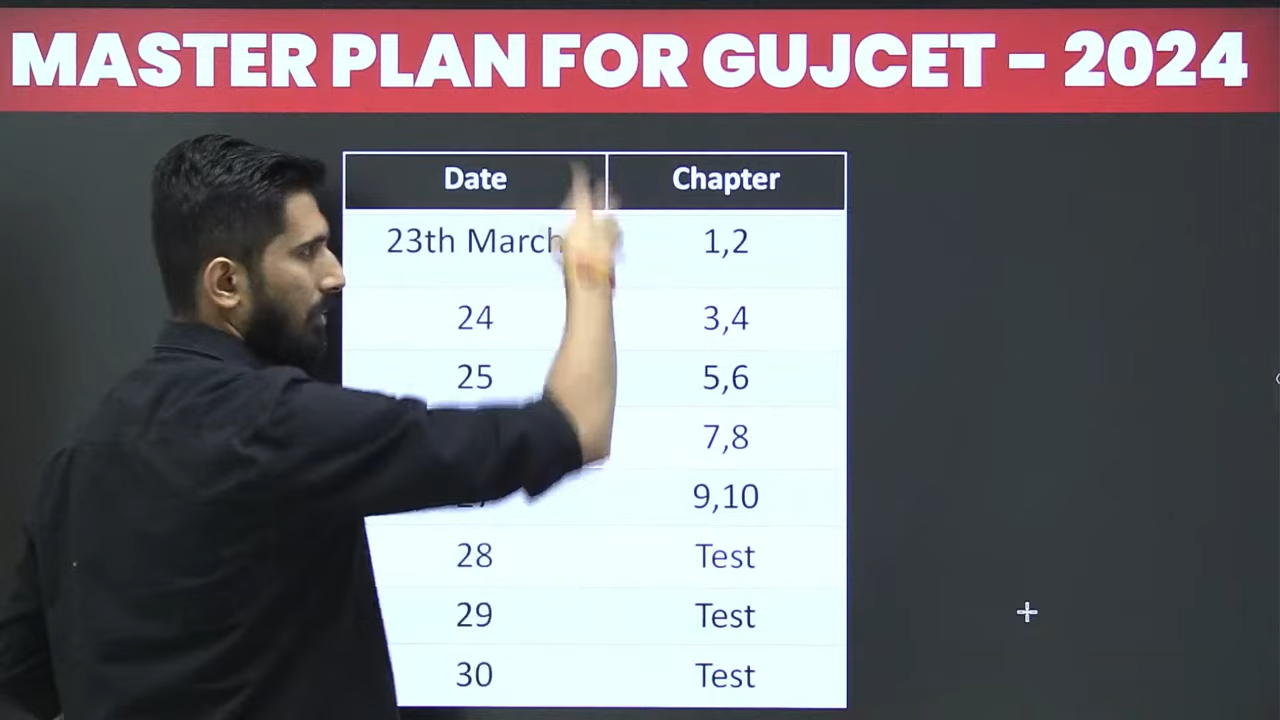 MASTER PLAN FOR GUJCET - 2024
Date Chapter
23th March 1,2
24 3,4
25 5,6
7,8
9,10
28 Test
29 Test
30 Test